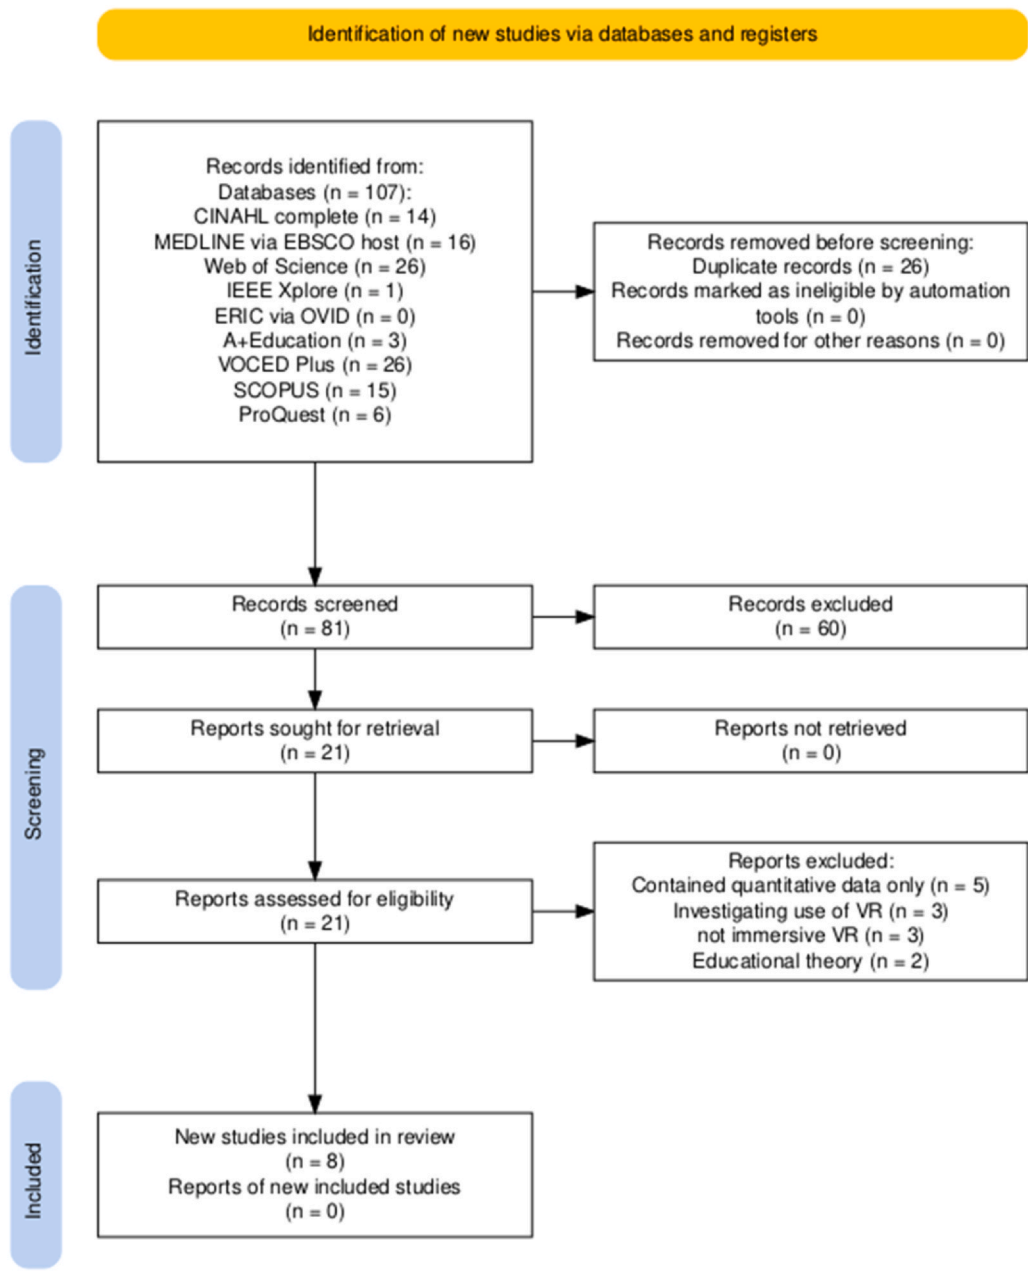 Identification of new studies via databases and registers
Identification
Records identified from:
Databases (n = 107):
CINAHL complete (n = 14)
MEDLINE via EBSCO host (n = 16)
Web of Science (n = 26)
IEEE Xplore (n = 1)
ERIC via OVID (n = 0)
A+Education (n = 3)
VOCED Plus (n = 26)
SCOPUS (n = 15)
ProQuest (n = 6)
Records removed before screening:
Duplicate records (n = 26)
Records marked as ineligible by automation
tools (n = 0)
Records removed for other reasons (n = 0)
Screening
Records screened
(n = 81)
Records excluded
(n = 60)
Reports sought for retrieval
(n = 21)
Reports not retrieved
(n = 0)
Reports assessed for eligibility
(n = 21)
Reports excluded:
Contained quantitative data only (n = 5)
Investigating use of VR (n = 3)
not immersive VR (n = 3)
Educational theory (n = 2)
Included
New studies included in review
(n = 8)
Reports of new included studies
(n = 0)